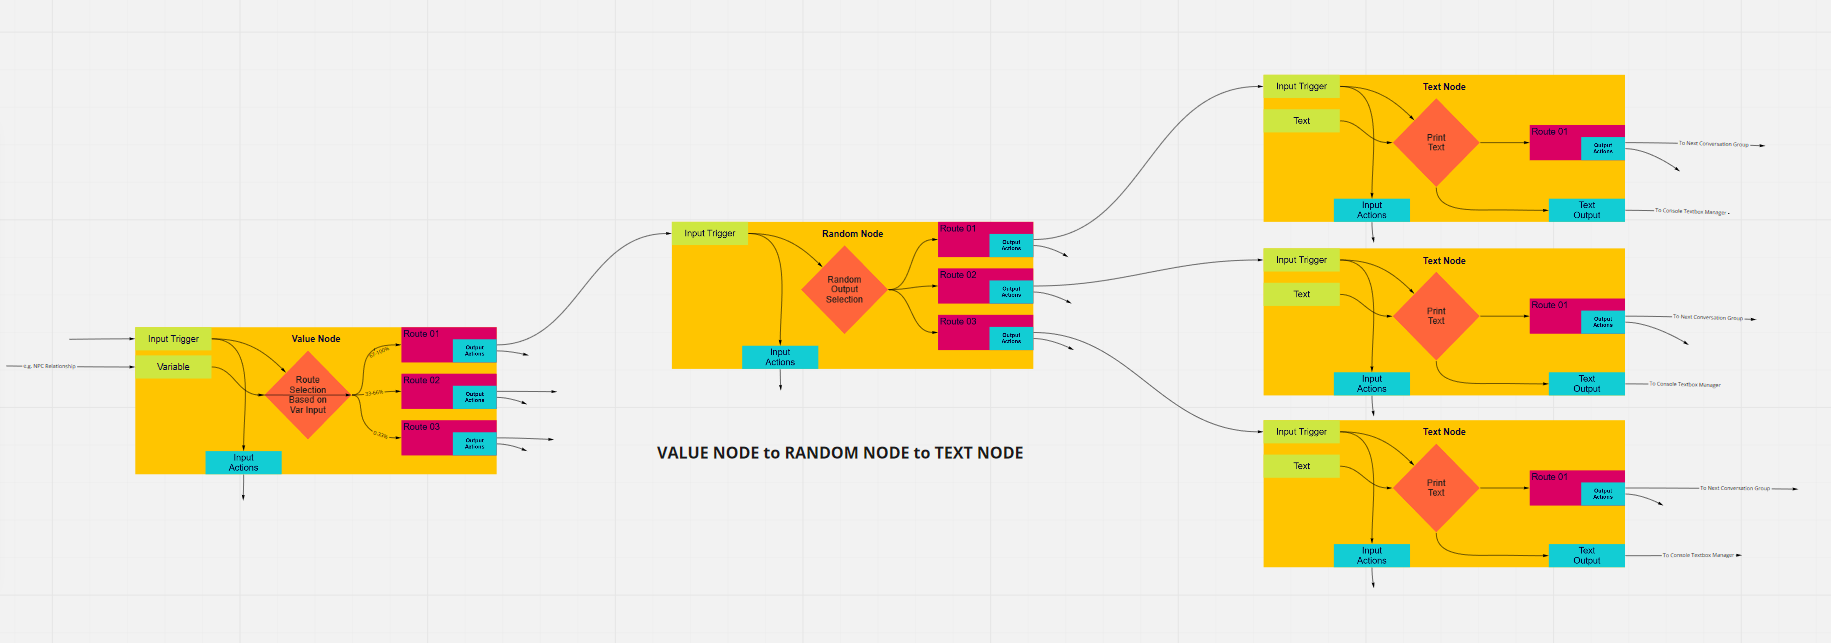 e.g. NPC Relationship
Input Trigger
Variable
Value Node
Route
Selection
Based on
Var Input
Input
Actions
33-66%
0-33%
Route 01
Output
Actions
Route 02
Output
Actions
Route 03
Output
Actions
Input Trigger
Random Node
Random
Output
Selection
Input
Actions
Route 01
Output
Actions
Route 02
Output
Actions
Route 03
Output
Actions
VALUE NODE to RANDOM NODE to TEXT NODE
Input Trigger
Text
Text Node
Print
Text
Route 01
Output
Actions
To Next Conversation Group
Input
Actions
Text
Output
To Console Textbox Manager
Input Trigger
Text
Text Node
Print
Text
Route 01
Output
Actions
To Next Conversation Group
Input
Actions
Text
Output
To Console Textbox Manager
Input Trigger
Text
Text Node
Print
Text
Route 01
Output
Actions
To Next Conversation Group
Input
Actions
Text
Output
To Console Textbox Manager